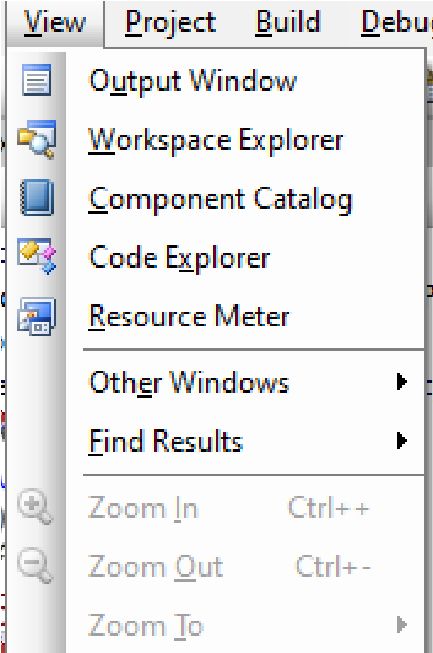 View Project Build Debu
Output Window
Workspace Explorer
Component Catalog
Code Explorer
Resource Meter
Other Windows
Find Results
Zoom In Ctrl++
Zoom Out Ctrl+-
Zoom To